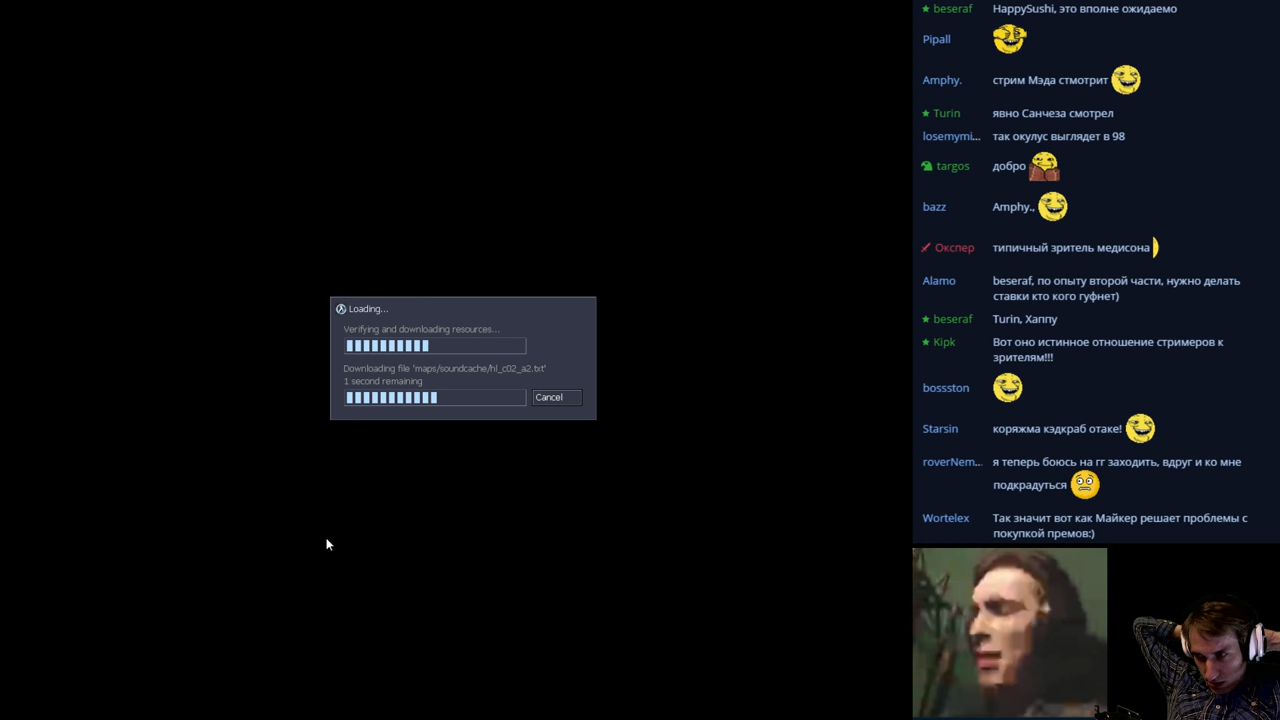 Loading...
Verifying and downloading resources...
Downloading file 'maps/soundcache/hl_c02_a2.txt'
1 second remaining
Cancel
beseraf HappySushi, это вполне ожидаемо
Pipall
Amphy. стрим Мэда стмотрит
Turin явно Санчеза смотрел
losemymi... так окулус выглядет в 98
targos добро
bazz Amphy.,
Окспер типичный зритель медисона
Alamo beseraf, по опыту второй части, нужно делать
ставки кто кого гуфнет)
beseraf Turin, Хаппу
Kipk Вот оно истинное отношение стримеров к
зрителям!!!
bossston
Starsin коряжма кэдкраб отаке!
roverNem... я теперь боюсь на гг заходить, вдруг и ко мне
подкрадуться
Wortelex Так значит вот как Майкер решает проблемы с
покупкой премов:)